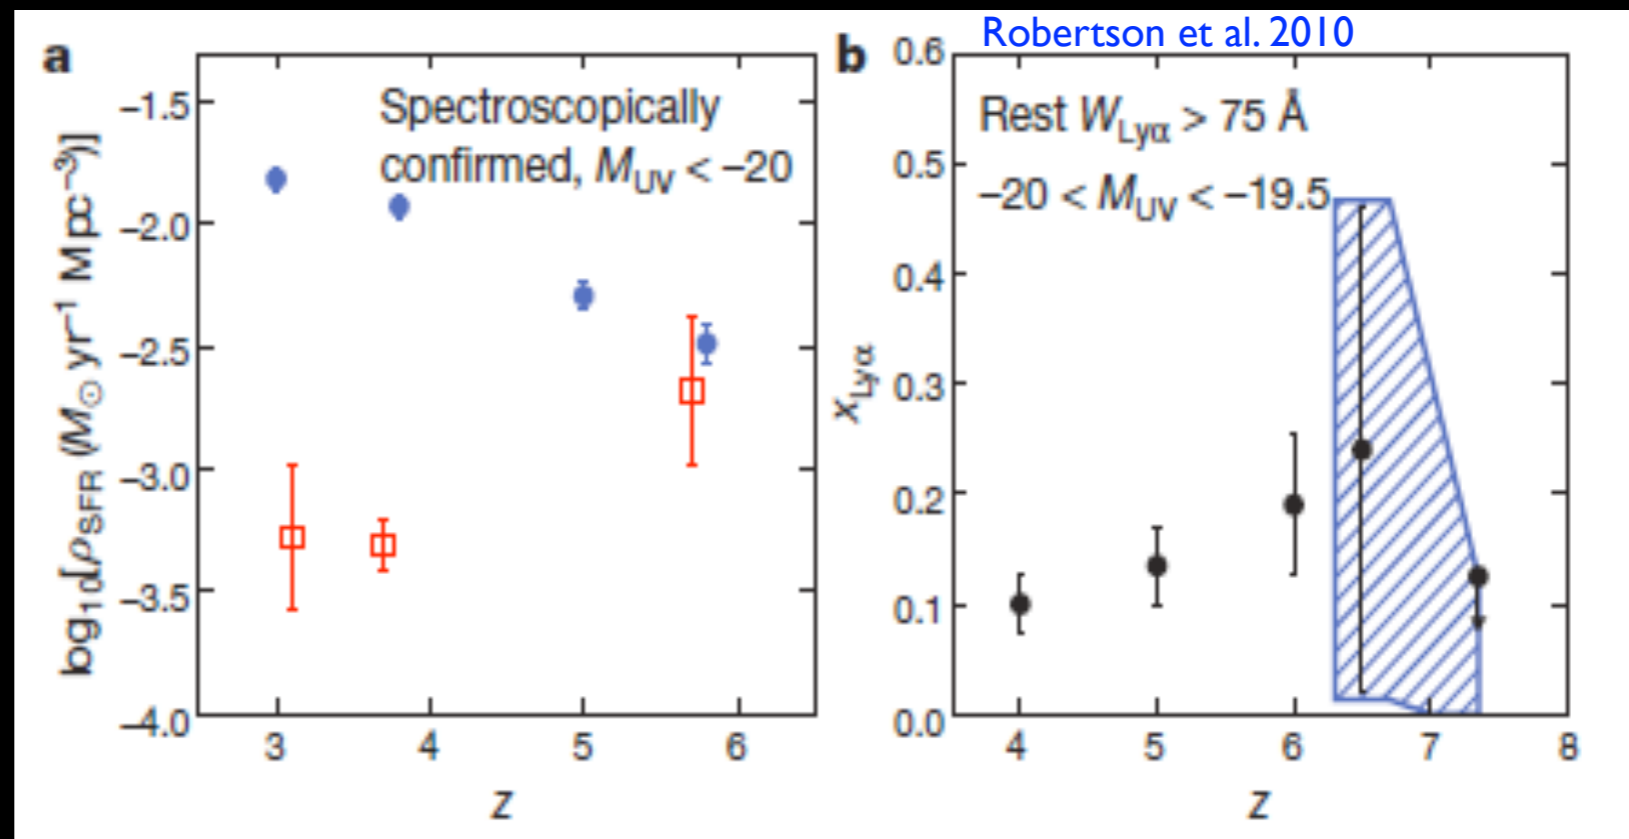 Robertson et al. 2010
a
Spectroscopically
confirmed, M_UV < –20
log₁₀[ρ_SFR (M_⊙ yr⁻¹ Mpc⁻³)]
–1.5
–2.0
–2.5
–3.0
–3.5
–4.0
3 4 5 6
z
b
Rest W_Lyα > 75 Å
–20 < M_UV < –19.5
x_Lyα
0.6
0.5
0.4
0.3
0.2
0.1
0.0
4 5 6 7 8
z